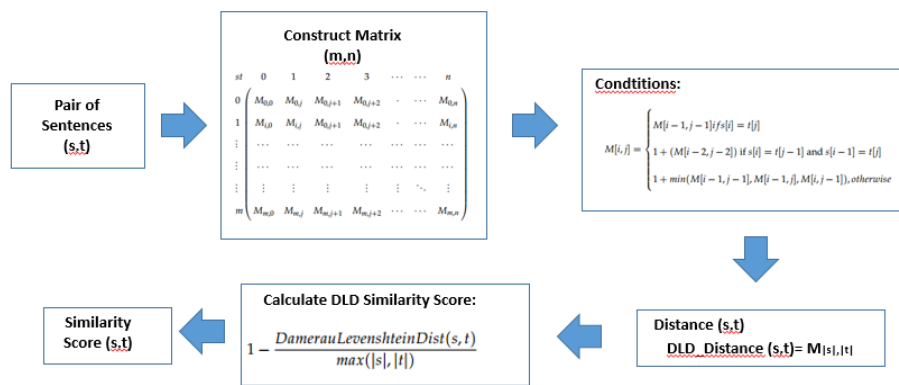 Pair of
Sentences
(s,t)
Construct Matrix
(m,n)
st 0 1 2 3 ⋯ ⋯ n
0 M0,0 M0,j M0,j+1 M0,j+2 · ⋯ M0,n
1 Mi,0 Mi,j M0,j+1 M0,j+2 · ⋯ Mi,n
⋮ ⋯ ⋯ ⋯ ⋯ ⋯ ⋯ ⋯
⋮ ⋯ ⋯ ⋯ ⋯ ⋯ ⋯ ⋯
⋮ ⋮ ⋮ ⋮ ⋮ ⋮ ⋱ ⋮
m Mm,0 Mm,j Mm,j+1 Mm,j+2 ⋯ ⋯ Mm,n
Condtitions:
M[i − 1, j − 1]ifs[i] = t[j]
M[i, j] = { 1 + (M[i − 2, j − 2]) if s[i] = t[j − 1] and s[i − 1] = t[j]
1 + min(M[i − 1, j − 1], M[i − 1, j], M[i, j − 1]), otherwise
Distance (s,t)
DLD_Distance (s,t)= M|s|,|t|
Calculate DLD Similarity Score:
1 − DamerauLevenshteinDist(s, t)
max(|s|, |t|)
Similarity
Score (s,t)